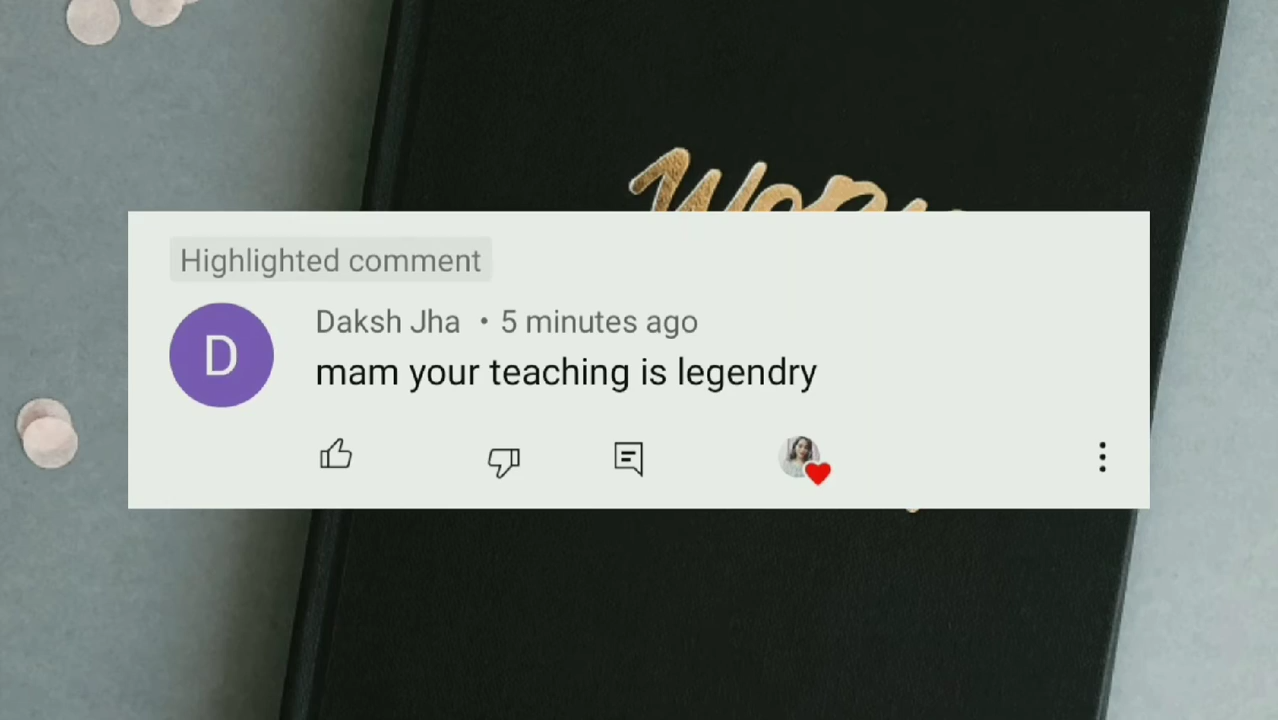 Highlighted comment
Daksh Jha • 5 minutes ago
D
mam your teaching is legendry